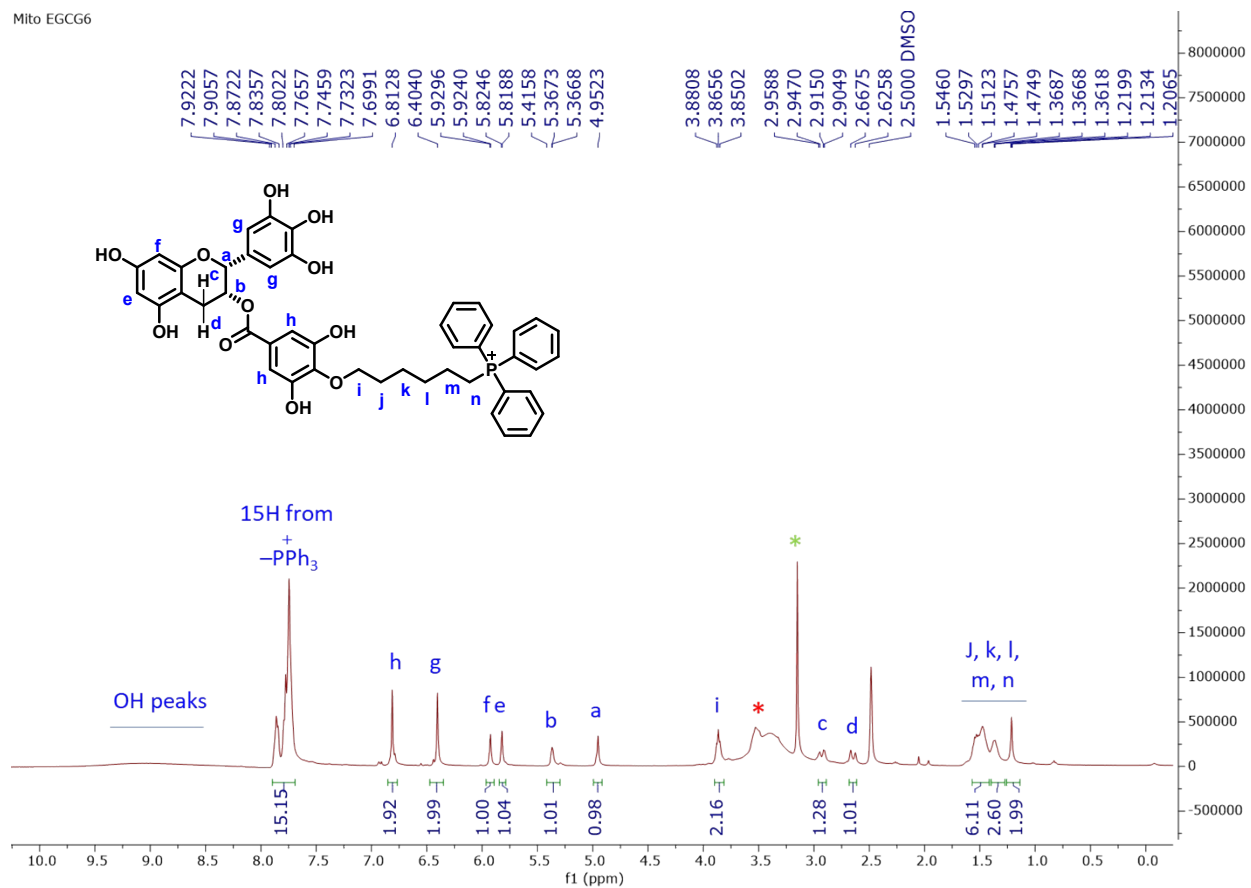 Mito EGCG6
7.9222
7.9057
7.8722
7.8357
7.8022
7.7657
7.7459
7.7323
7.6991
6.8128
6.4040
5.9296
5.9240
5.8246
5.8188
5.4158
5.3673
5.3668
4.9523
3.8808
3.8656
3.8502
2.9588
2.9470
2.9150
2.9049
2.6675
2.6258
2.5000 DMSO
1.5460
1.5297
1.5123
1.4757
1.4749
1.3687
1.3668
1.3618
1.2199
1.2134
1.2065
8000000
7500000
7000000
6500000
6000000
5500000
5000000
4500000
4000000
3500000
3000000
2500000
2000000
1500000
1000000
500000
0
-500000
OH
g OH
f
HO O a
H c g OH
e b
O
OH H d
O
h OH
h O
OH
i j k l m n
P+
15H from
+
–PPh3
OH peaks
h
g
f e
b
a
i
*
*
c
d
J, k, l,
m, n
15.15
1.92
1.99
1.00
1.04
1.01
0.98
2.16
1.28
1.01
6.11
2.60
1.99
10.0 9.5 9.0 8.5 8.0 7.5 7.0 6.5 6.0 5.5 5.0 4.5 4.0 3.5 3.0 2.5 2.0 1.5 1.0 0.5 0.0
f1 (ppm)